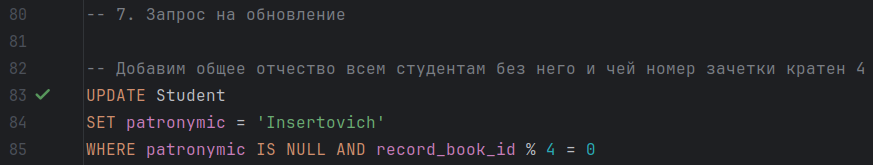 80 -- 7. Запрос на обновление
81
82 -- Добавим общее отчество всем студентам без него и чей номер зачетки кратен 4
83 UPDATE Student
84 SET patronymic = 'Insertovich'
85 WHERE patronymic IS NULL AND record_book_id % 4 = 0